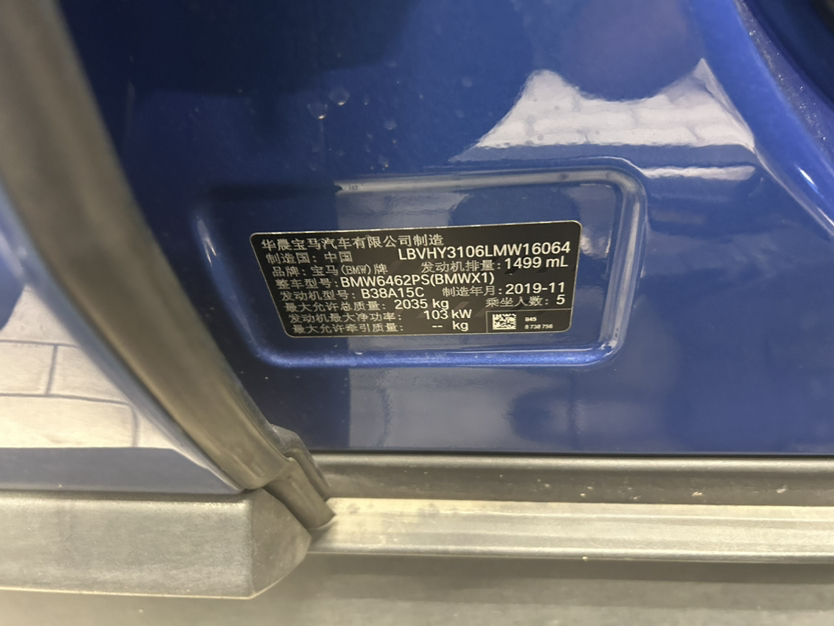 华晨宝马汽车有限公司制造
制造国：中国 LBVHY3106LMW16064
品牌：宝马(BMW)牌 发动机排量：1499 mL
整车型号：BMW6462PS(BMWX1)
发动机型号：B38A15C 制造年月：2019-11
最大允许总质量：2035 kg 乘坐人数：5
发动机最大净功率：103 kW
最大允许牵引质量：-- kg
8 738 756